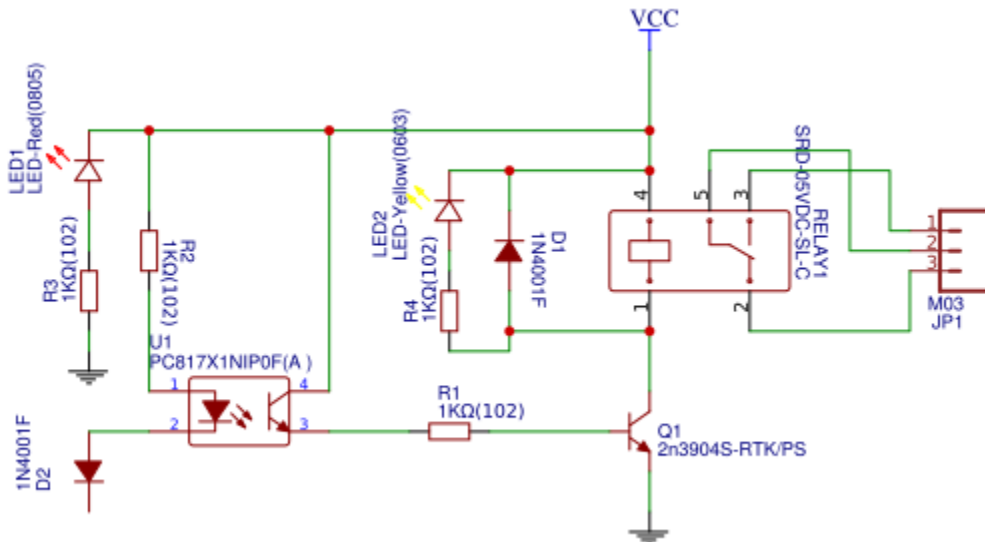 VCC
LED1
LED-Red(0805)
R3
1KΩ(102)
R2
1KΩ(102)
U1
PC817X1NIP0F(A )
1
2
4
3
1N4001F
D2
LED2
LED-Yellow(0603)
R4
1KΩ(102)
D1
1N4001F
R1
1KΩ(102)
Q1
2n3904S-RTK/PS
4
5
3
1
2
RELAY1
SRD-05VDC-SL-C
1
2
3
M03
JP1